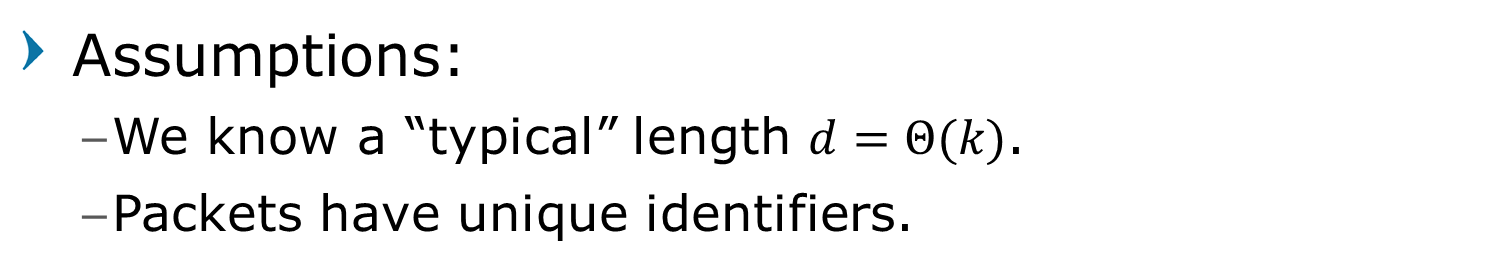 Assumptions:
–We know a “typical” length d = Θ(k).
–Packets have unique identifiers.